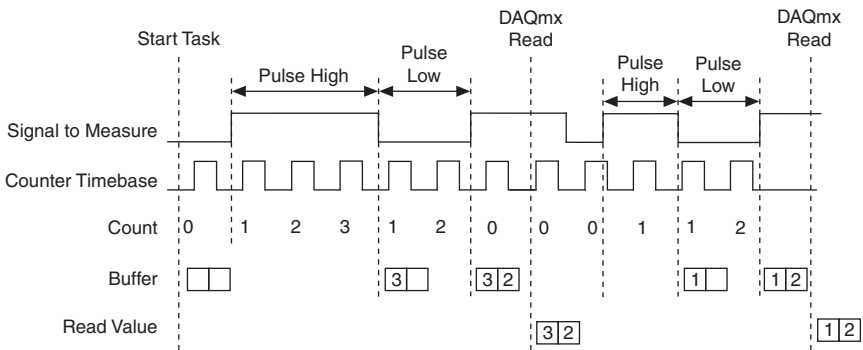 Start Task
DAQmx
Read
DAQmx
Read
Pulse High
Pulse
Low
Pulse
High
Pulse
Low
Signal to Measure
Counter Timebase
Count 0 1 2 3 1 2 0 0 0 1 1 2
Buffer 3 3 2 1 1 2
Read Value 3 2 1 2